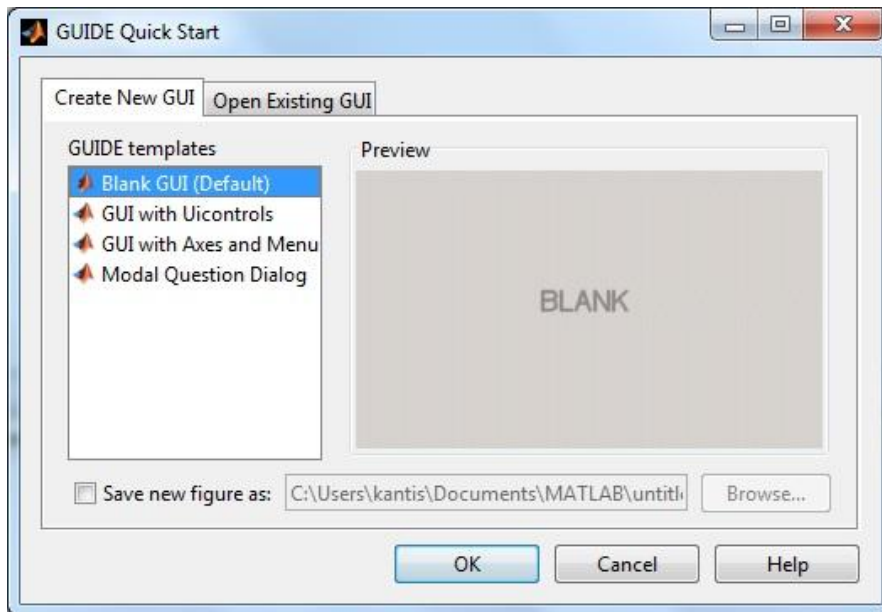 GUIDE Quick Start
Create New GUI Open Existing GUI
GUIDE templates
Blank GUI (Default)
GUI with Uicontrols
GUI with Axes and Menu
Modal Question Dialog
Preview
BLANK
Save new figure as: C:\Users\kantis\Documents\MATLAB\untitl Browse...
OK Cancel Help